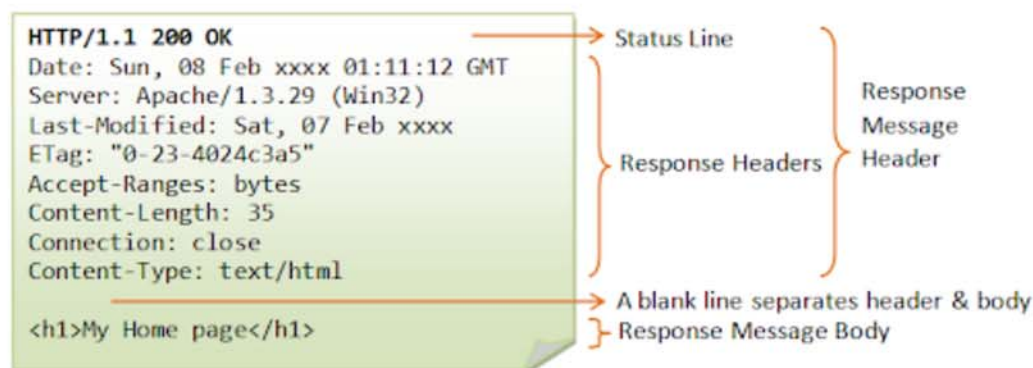 HTTP/1.1 200 OK
Date: Sun, 08 Feb xxxx 01:11:12 GMT
Server: Apache/1.3.29 (Win32)
Last-Modified: Sat, 07 Feb xxxx
ETag: "0-23-4024c3a5"
Accept-Ranges: bytes
Content-Length: 35
Connection: close
Content-Type: text/html
<h1>My Home page</h1>
Status Line
Response Headers
Response
Message
Header
A blank line separates header & body
Response Message Body